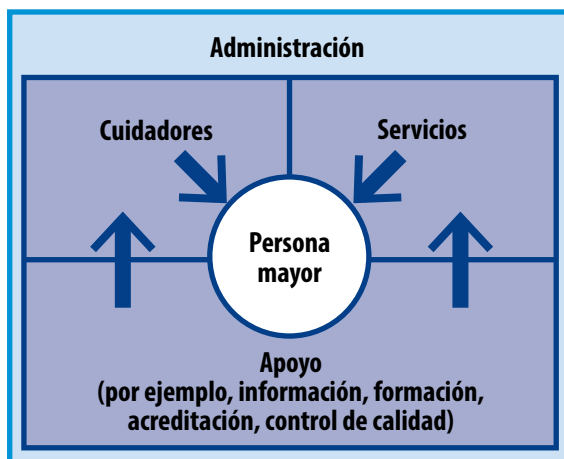 Administración
Cuidadores
Servicios
Persona
mayor
Apoyo
(por ejemplo, información, formación,
acreditación, control de calidad)